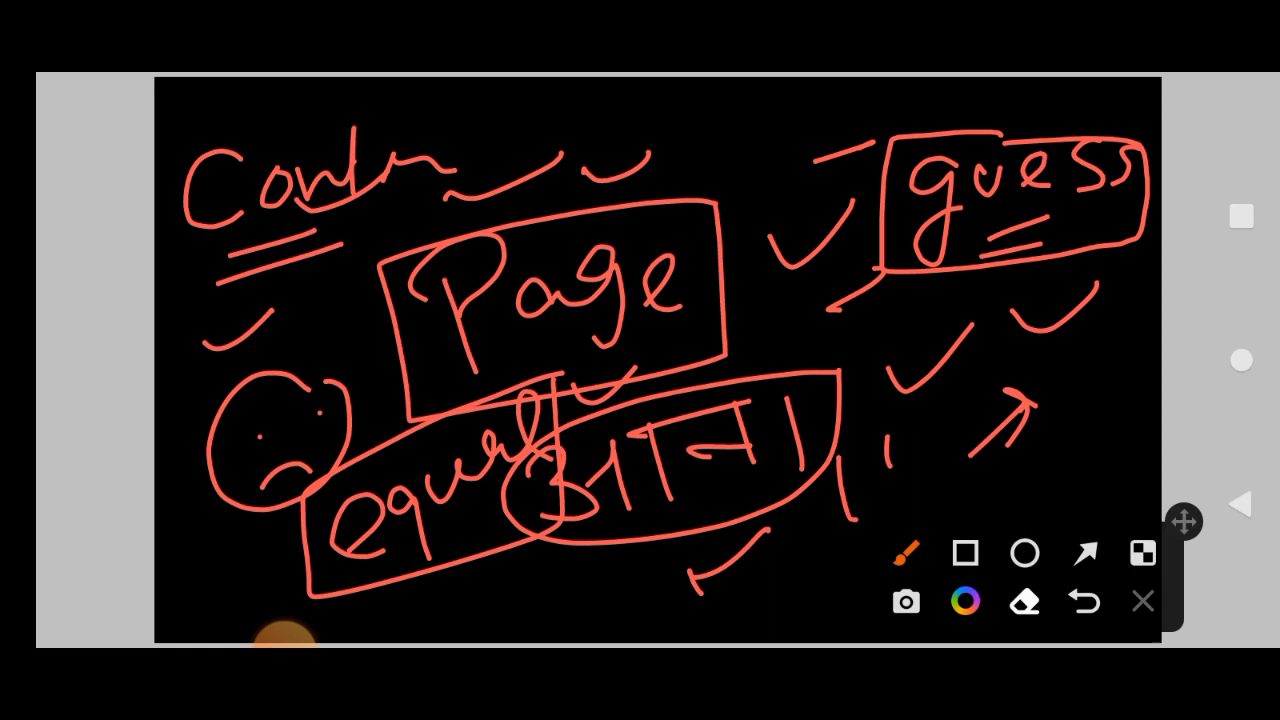 guess
Page
equal
आना